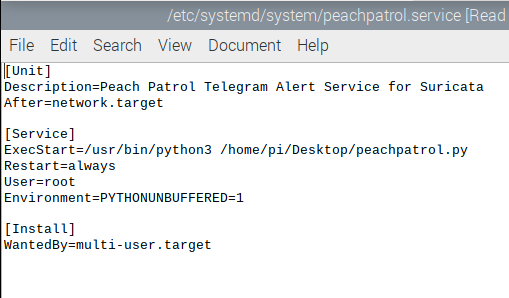 /etc/systemd/system/peachpatrol.service [Read
File Edit Search View Document Help
[Unit]
Description=Peach Patrol Telegram Alert Service for Suricata
After=network.target
[Service]
ExecStart=/usr/bin/python3 /home/pi/Desktop/peachpatrol.py
Restart=always
User=root
Environment=PYTHONUNBUFFERED=1
[Install]
WantedBy=multi-user.target